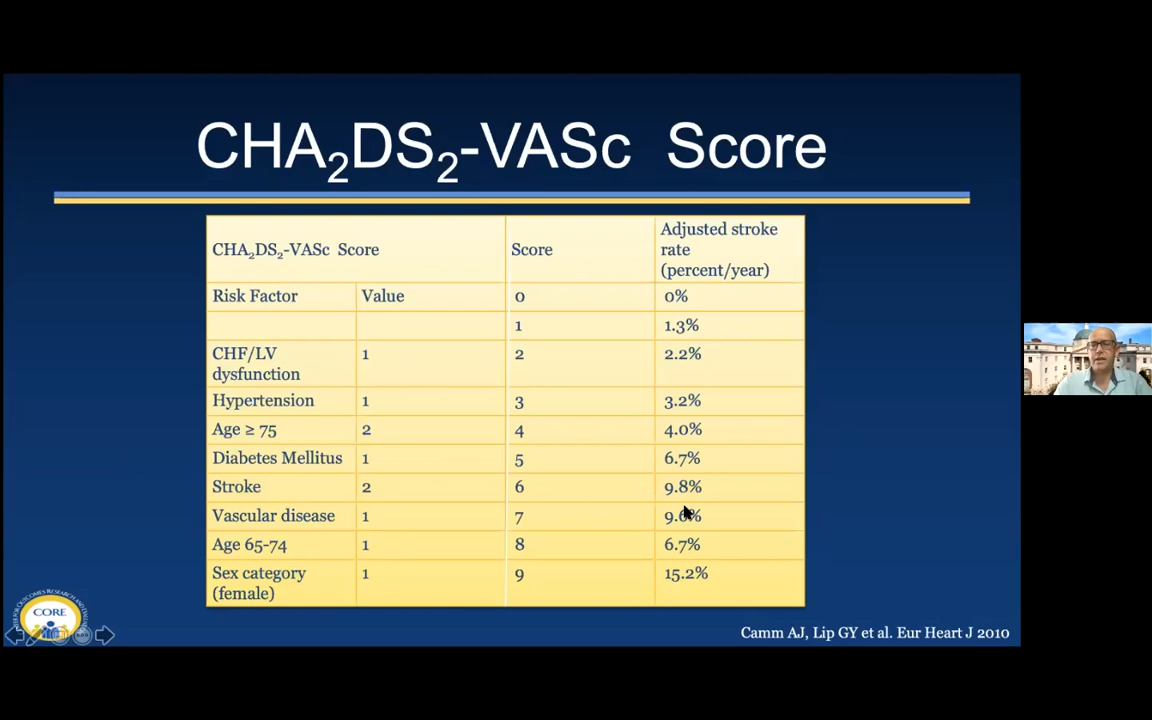 CHA₂DS₂-VASc Score
CHA₂DS₂-VASc Score Score Adjusted stroke rate (percent/year)
Risk Factor Value 0 0%
1 1.3%
CHF/LV dysfunction 1 2 2.2%
Hypertension 1 3 3.2%
Age ≥ 75 2 4 4.0%
Diabetes Mellitus 1 5 6.7%
Stroke 2 6 9.8%
Vascular disease 1 7
Age 65-74 1 8 6.7%
Sex category (female) 1 9 15.2%
CORE
Camm AJ, Lip GY et al. Eur Heart J 2010